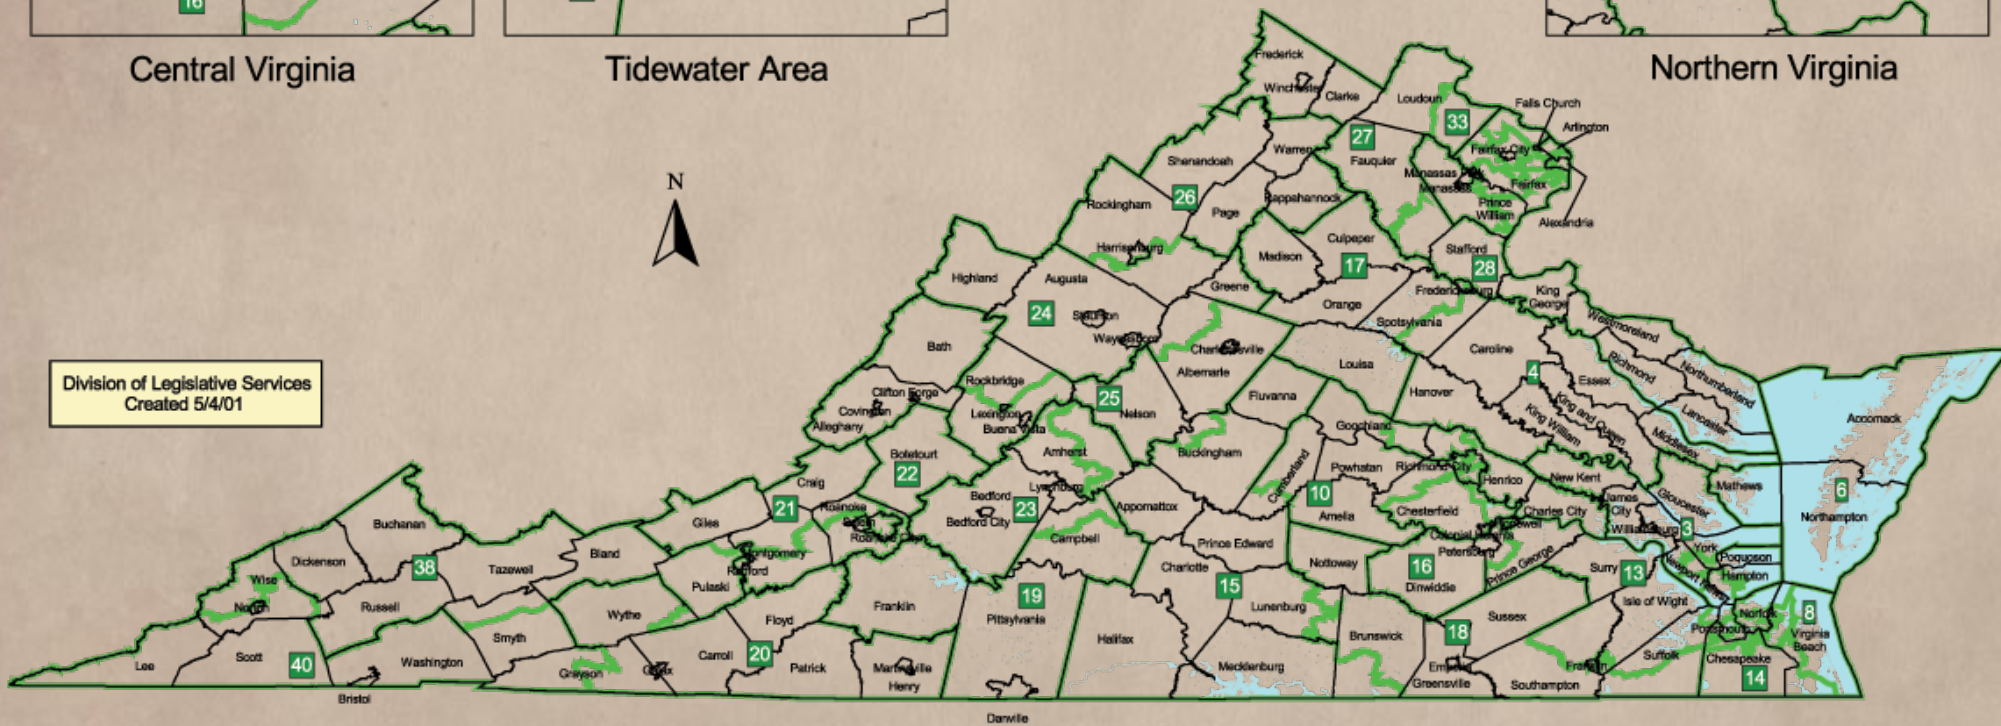 16
Central Virginia
Tidewater Area
Northern Virginia
N
Division of Legislative Services
Created 5/4/01
Frederick
Winchester
Clarke
Loudoun
33
Falls Church
Arlington
27
Fauquier
Fairfax City
Fairfax
Warren
Shenandoah
26
Page
Rappahannock
Rockingham
Manassas
Prince
William
Alexandria
Harrisonburg
Culpeper
Madison
17
Stafford
28
Highland
Augusta
24
Staunton
Greene
Orange
Fredericksburg
King
George
Westmoreland
Spotsylvania
Bath
Charlottesville
Louisa
Caroline
4
Richmond
Northumberland
Essex
Albemarle
Rockbridge
Clifton Forge
Covington
Alleghany
Lexington
Buena Vista
25
Nelson
Fluvanna
Hanover
King and Queen
King William
Lancaster
Middlesex
Accomack
Goochland
Botetourt
22
Amherst
Buckingham
Cumberland
Powhatan
Richmond City
Henrico
New Kent
Craig
21
Roanoke
Salem
Roanoke City
Bedford
Bedford City
23
Lynchburg
Appomattox
10
Amelia
Chesterfield
Charles City
James
City
Williamsburg
Gloucester
Mathews
6
Northampton
3
York
Poquoson
Hampton
Newport News
Buchanan
Dickenson
38
Wise
Norton
Tazewell
Bland
Giles
Montgomery
Radford
Pulaski
Campbell
Prince Edward
Charlotte
Nottoway
16
Dinwiddie
Colonial Heights
Petersburg
Hopewell
Prince George
Surry
13
Isle of Wight
Russell
Smyth
Wythe
Floyd
Franklin
19
Pittsylvania
15
Lunenburg
Halifax
Brunswick
18
Sussex
Norfolk
Portsmouth
8
Virginia
Beach
Lee
Scott
40
Washington
Bristol
Grayson
Galax
Carroll
20
Patrick
Martinsville
Henry
Danville
Mecklenburg
Emporia
Greensville
Southampton
Franklin
Suffolk
Chesapeake
14